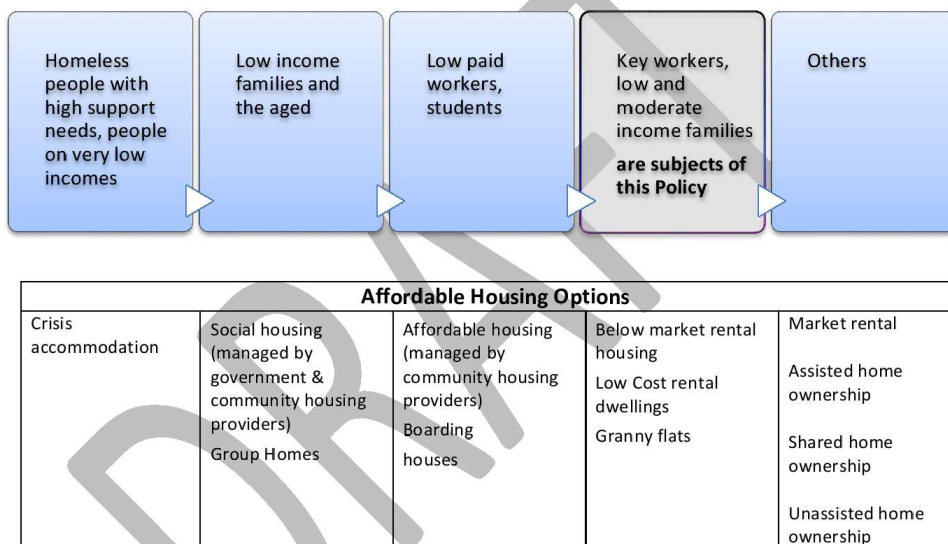 Homeless
people with
high support
needs, people
on very low
incomes
Low income
families and
the aged
Low paid
workers,
students
Key workers,
low and
moderate
income families
are subjects of
this Policy
Others
Affordable Housing Options
Crisis
accommodation
Social housing
(managed by
government &
community housing
providers)
Group Homes
Affordable housing
(managed by
community housing
providers)
Boarding
houses
Below market rental
housing
Low Cost rental
dwellings
Granny flats
Market rental
Assisted home
ownership
Shared home
ownership
Unassisted home
ownership
DRAFT